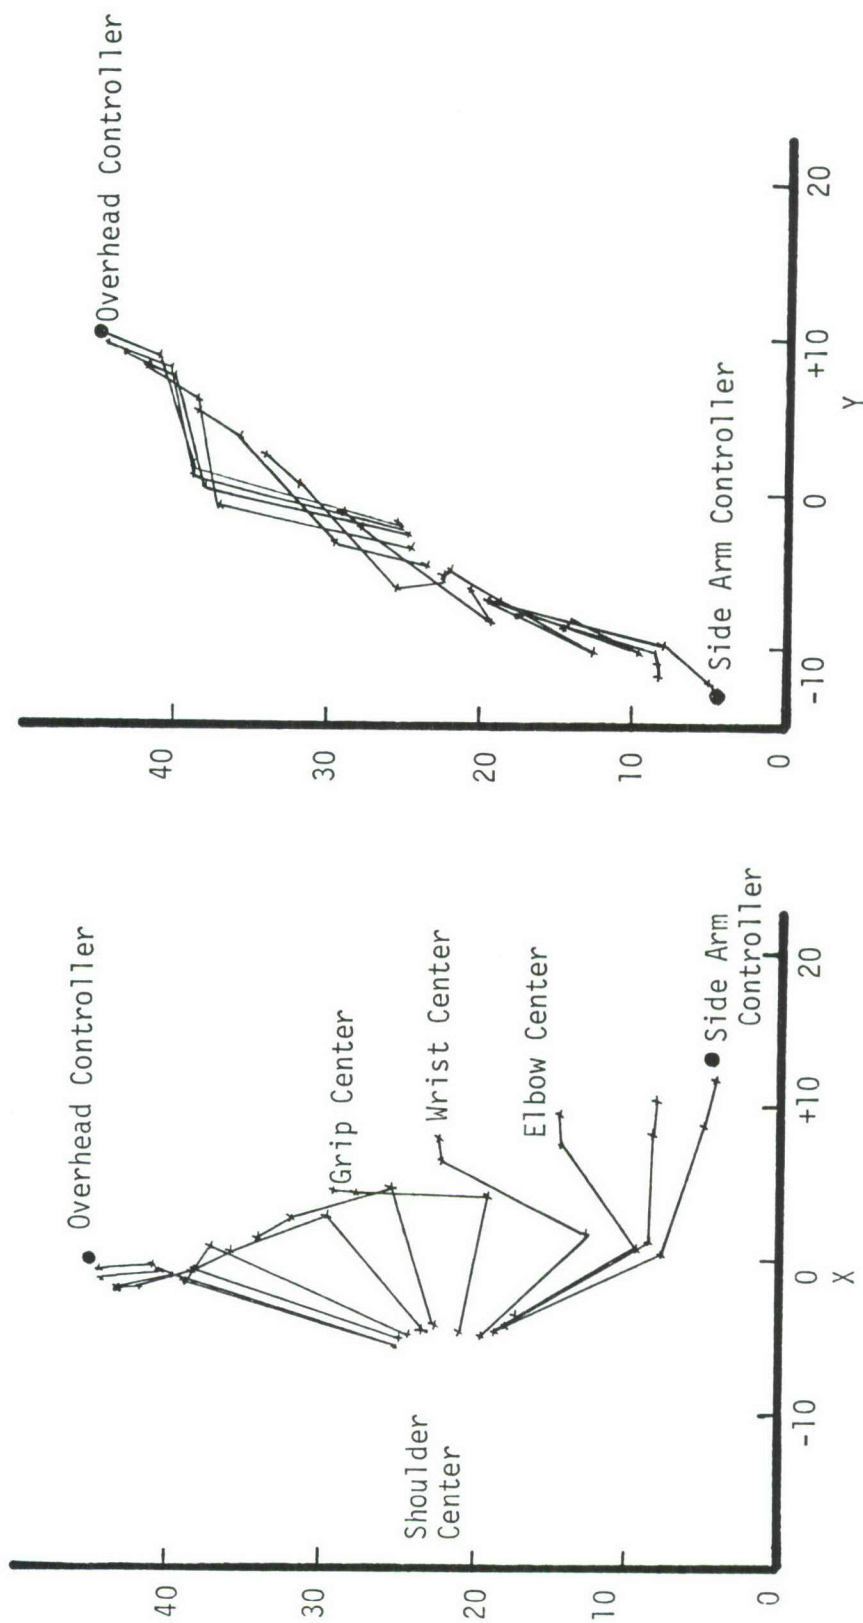 40
30
20
10
0
-10
0
+10
20
X
Overhead Controller
Grip Center
Wrist Center
Elbow Center
Shoulder
Center
Side Arm
Controller
40
30
20
10
0
-10
0
+10
20
Y
Overhead Controller
Side Arm Controller